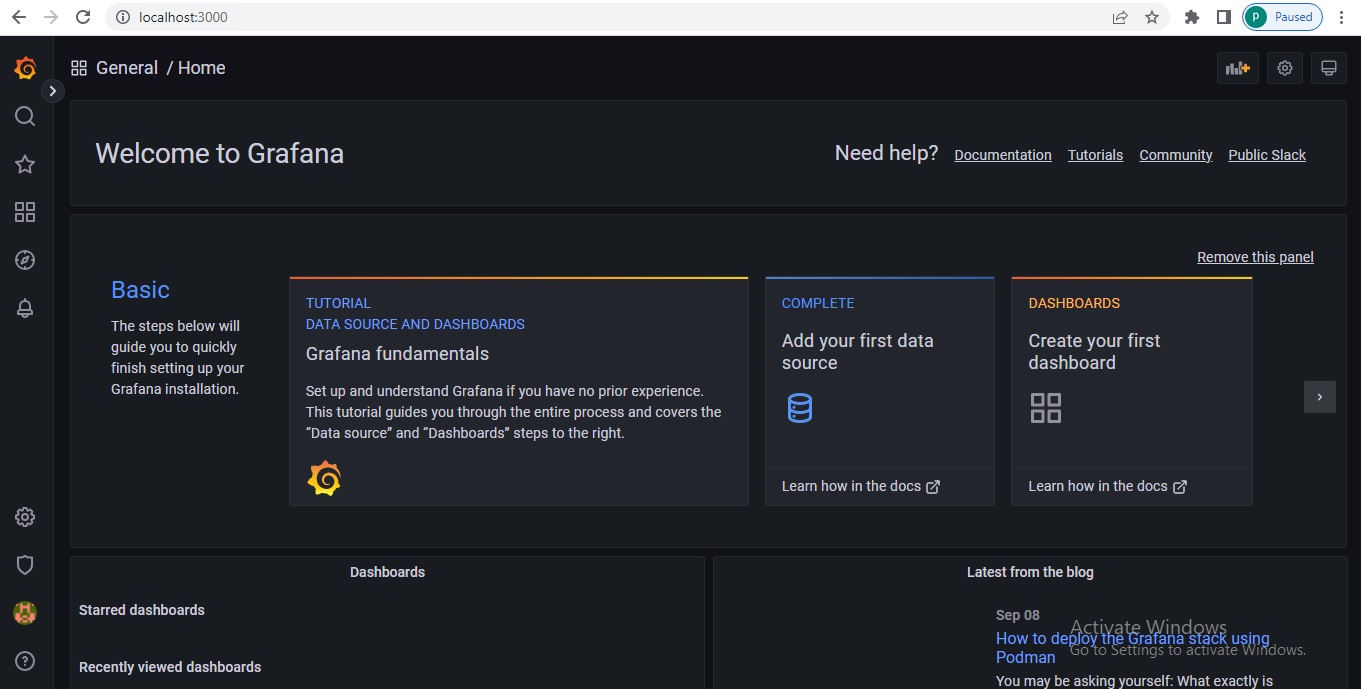 localhost:3000
P Paused
General / Home
Welcome to Grafana
Need help? Documentation Tutorials Community Public Slack
Remove this panel
Basic
The steps below will
guide you to quickly
finish setting up your
Grafana installation.
TUTORIAL
DATA SOURCE AND DASHBOARDS
Grafana fundamentals
Set up and understand Grafana if you have no prior experience.
This tutorial guides you through the entire process and covers the
“Data source” and “Dashboards” steps to the right.
COMPLETE
Add your first data
source
Learn how in the docs
DASHBOARDS
Create your first
dashboard
Learn how in the docs
Dashboards
Starred dashboards
Recently viewed dashboards
Latest from the blog
Sep 08
How to deploy the Grafana stack using
Podman
You may be asking yourself: What exactly is
Activate Windows
Go to Settings to activate Windows.